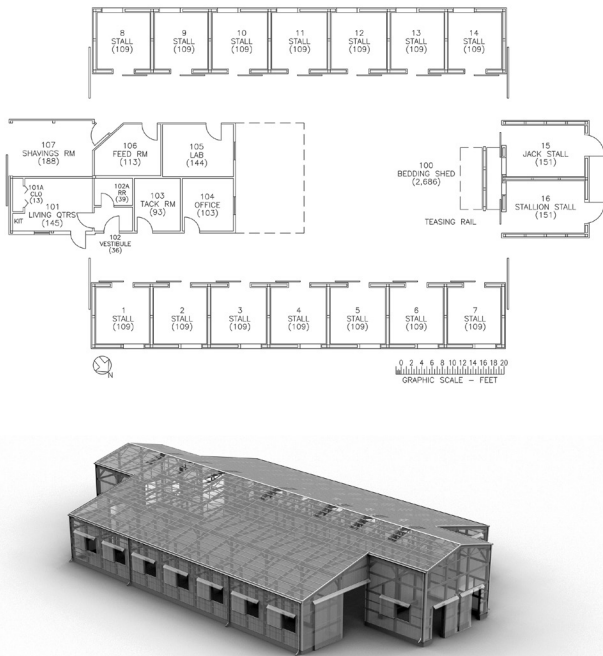 8
STALL
(109)
9
STALL
(109)
10
STALL
(109)
11
STALL
(109)
12
STALL
(109)
13
STALL
(109)
14
STALL
(109)
107
SHAVINGS RM
(188)
106
FEED RM
(113)
105
LAB
(144)
101A
CLO
(13)
101
LIVING QTRS
(145)
KIT
102A
RR
(39)
103
TACK RM
(93)
104
OFFICE
(103)
102
VESTIBULE
(36)
100
BEDDING SHED
(2,686)
TEASING RAIL
15
JACK STALL
(151)
16
STALLION STALL
(151)
1
STALL
(109)
2
STALL
(109)
3
STALL
(109)
4
STALL
(109)
5
STALL
(109)
6
STALL
(109)
7
STALL
(109)
N
0 2 4 6 8 10 12 14 16 18 20
GRAPHIC SCALE - FEET